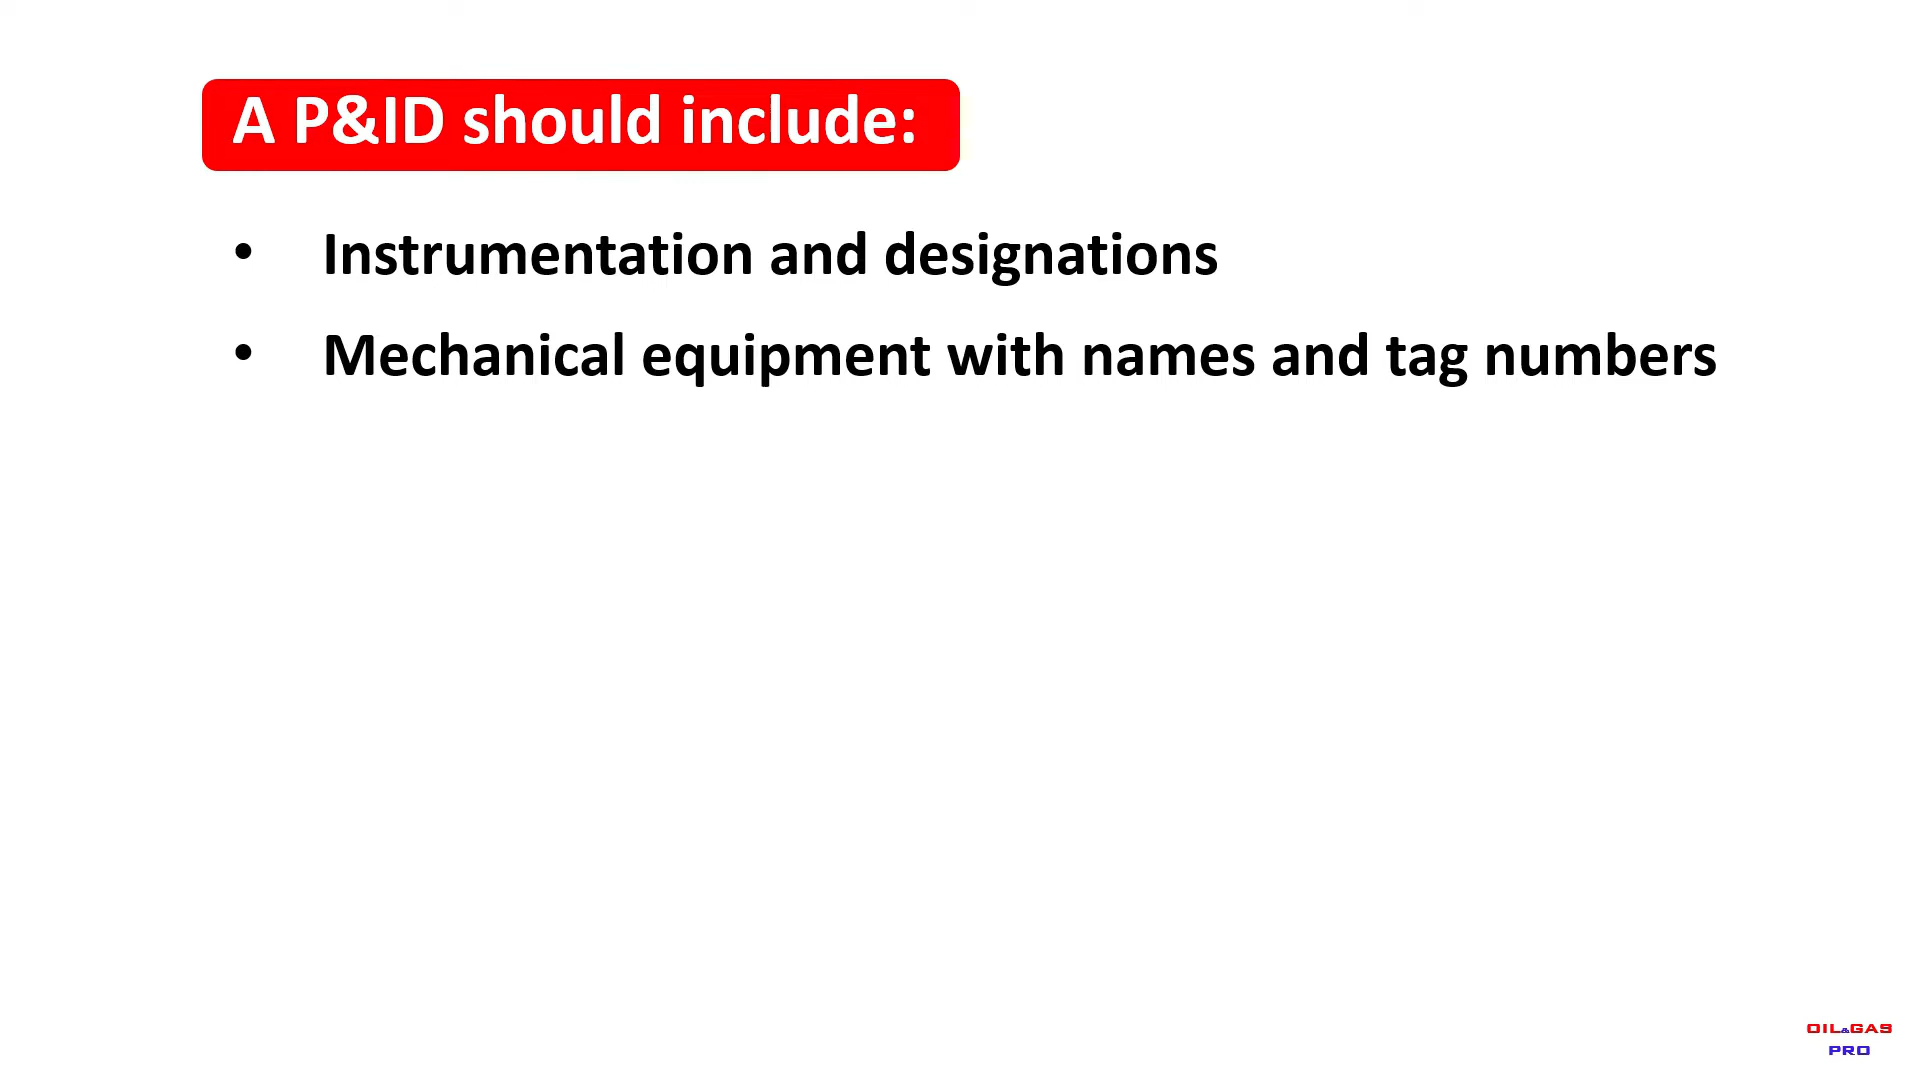 A P&ID should include:
• Instrumentation and designations
• Mechanical equipment with names and tag numbers
OIL&GAS
PRO